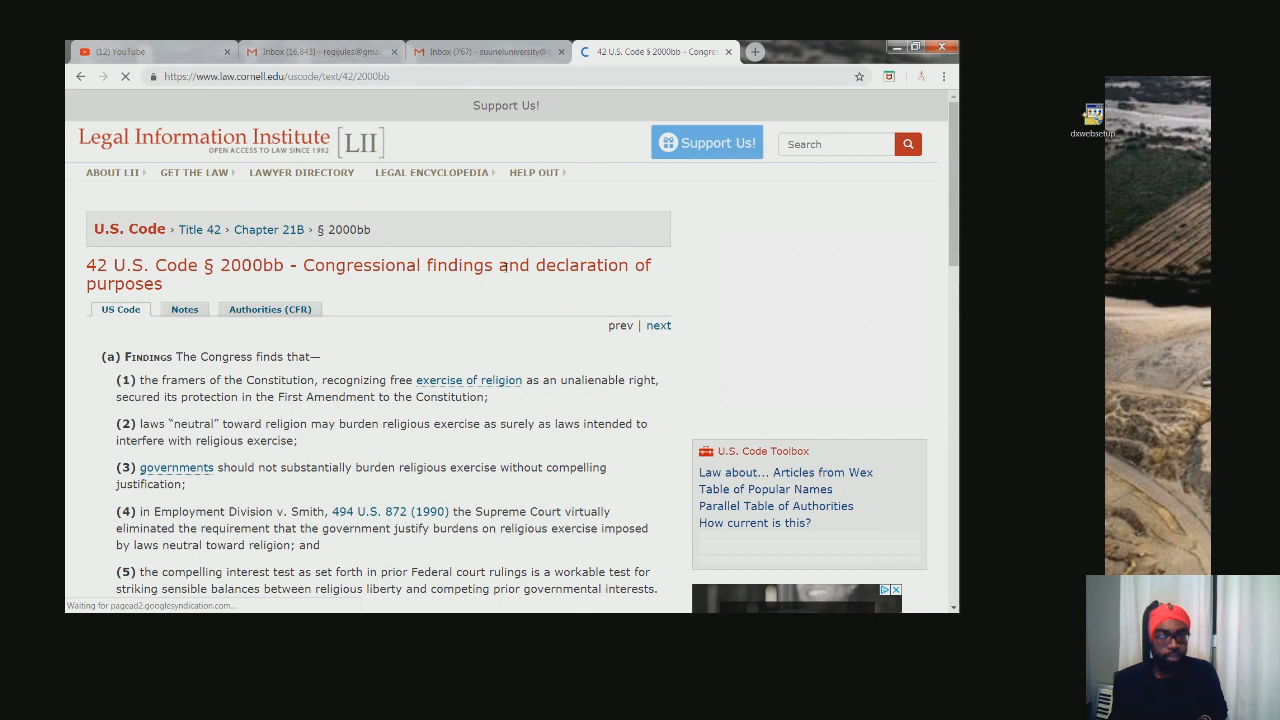 (12) YouTube
Inbox (16,843) - regijules@gma
Inbox (767) - suuneluniversity@
42 U.S. Code § 2000bb - Congres
https://www.law.cornell.edu/uscode/text/42/2000bb
Support Us!
Legal Information Institute [LII]
OPEN ACCESS TO LAW SINCE 1992
Support Us!
Search
ABOUT LII GET THE LAW LAWYER DIRECTORY LEGAL ENCYCLOPEDIA HELP OUT
U.S. Code › Title 42 › Chapter 21B › § 2000bb
42 U.S. Code § 2000bb - Congressional findings and declaration of
purposes
US Code Notes Authorities (CFR)
prev | next
(a) Findings The Congress finds that—
(1) the framers of the Constitution, recognizing free exercise of religion as an unalienable right,
secured its protection in the First Amendment to the Constitution;
(2) laws “neutral” toward religion may burden religious exercise as surely as laws intended to
interfere with religious exercise;
(3) governments should not substantially burden religious exercise without compelling
justification;
(4) in Employment Division v. Smith, 494 U.S. 872 (1990) the Supreme Court virtually
eliminated the requirement that the government justify burdens on religious exercise imposed
by laws neutral toward religion; and
(5) the compelling interest test as set forth in prior Federal court rulings is a workable test for
striking sensible balances between religious liberty and competing prior governmental interests.
U.S. Code Toolbox
Law about... Articles from Wex
Table of Popular Names
Parallel Table of Authorities
How current is this?
Waiting for pagead2.googlesyndication.com...
dxwebsetup